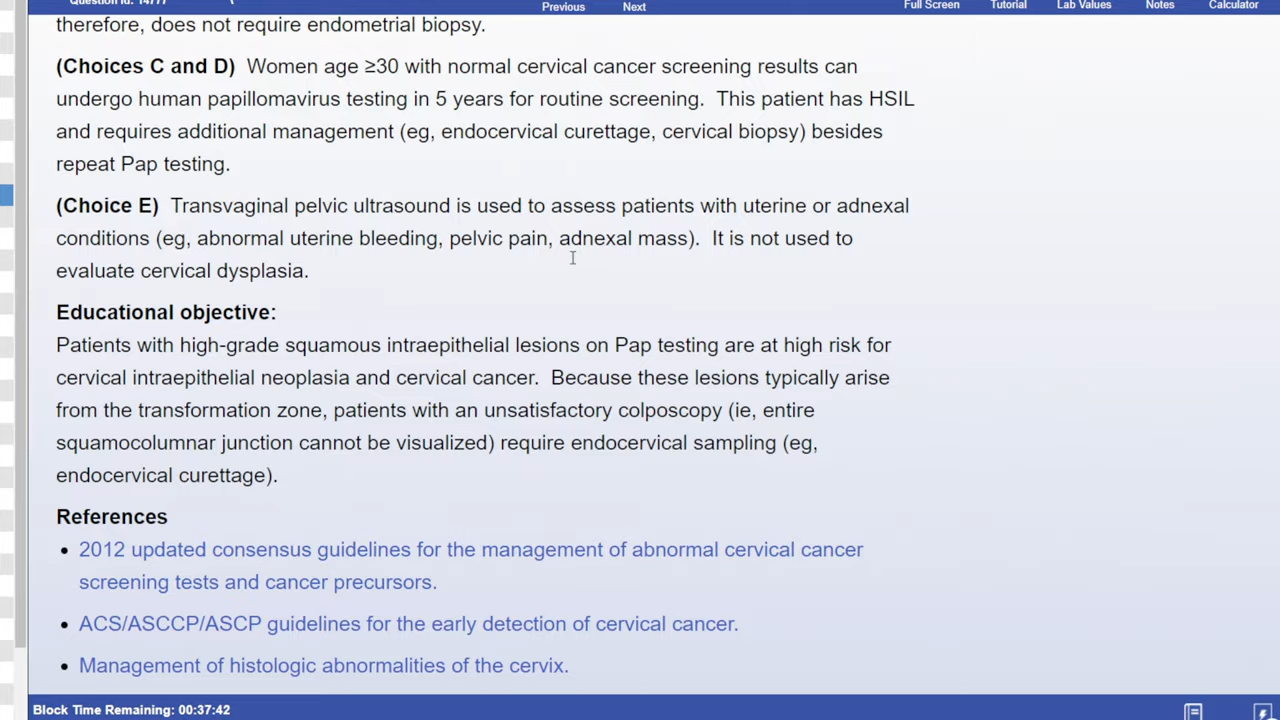 Question Id: 14777
Previous
Next
Full Screen
Tutorial
Lab Values
Notes
Calculator
therefore, does not require endometrial biopsy.
(Choices C and D) Women age ≥30 with normal cervical cancer screening results can
undergo human papillomavirus testing in 5 years for routine screening. This patient has HSIL
and requires additional management (eg, endocervical curettage, cervical biopsy) besides
repeat Pap testing.
(Choice E) Transvaginal pelvic ultrasound is used to assess patients with uterine or adnexal
conditions (eg, abnormal uterine bleeding, pelvic pain, adnexal mass). It is not used to
evaluate cervical dysplasia.
Educational objective:
Patients with high-grade squamous intraepithelial lesions on Pap testing are at high risk for
cervical intraepithelial neoplasia and cervical cancer. Because these lesions typically arise
from the transformation zone, patients with an unsatisfactory colposcopy (ie, entire
squamocolumnar junction cannot be visualized) require endocervical sampling (eg,
endocervical curettage).
References
• 2012 updated consensus guidelines for the management of abnormal cervical cancer
screening tests and cancer precursors.
• ACS/ASCCP/ASCP guidelines for the early detection of cervical cancer.
• Management of histologic abnormalities of the cervix.
Block Time Remaining: 00:37:42